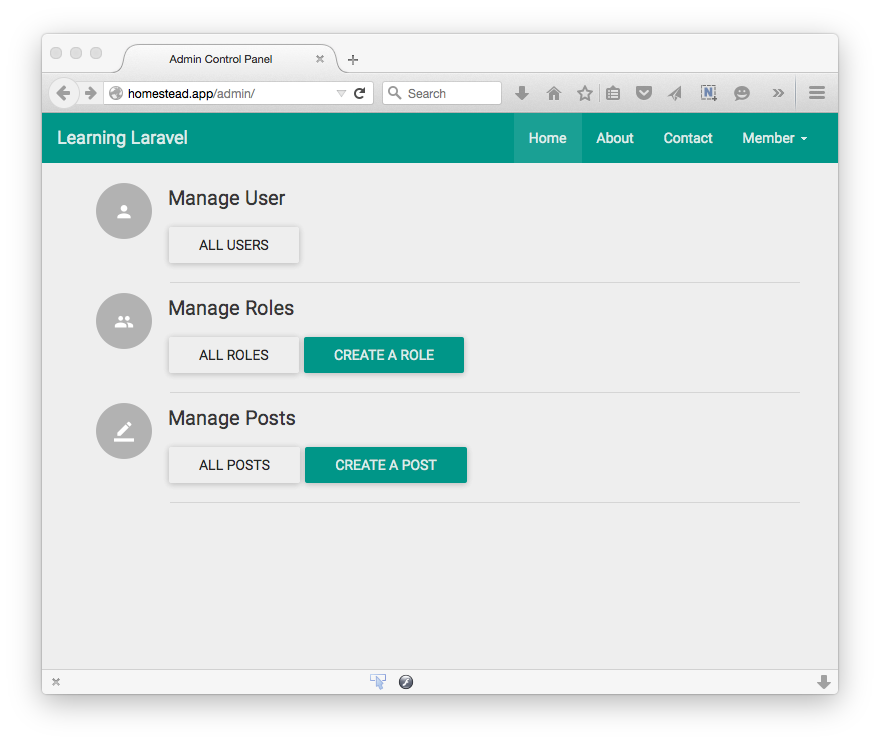 Admin Control Panel
homestead.app/admin/
Search
Learning Laravel
Home
About
Contact
Member
Manage User
ALL USERS
Manage Roles
ALL ROLES
CREATE A ROLE
Manage Posts
ALL POSTS
CREATE A POST